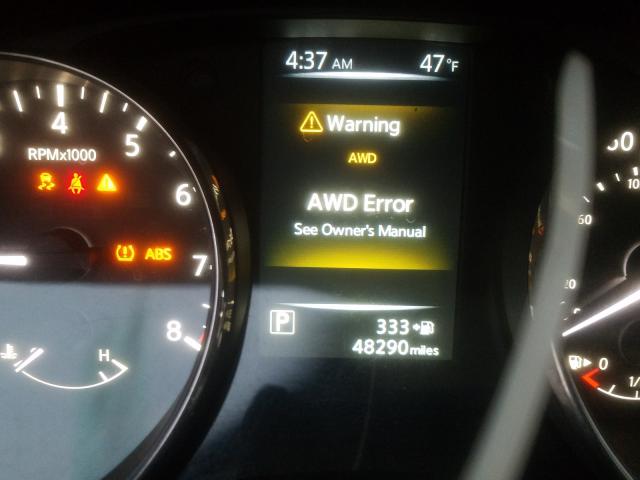 4:37 AM 47°F
Warning
AWD
AWD Error
See Owner's Manual
P 333
48290 miles
4
5
RPMx1000
6
ABS
7
8
H
60
20
0